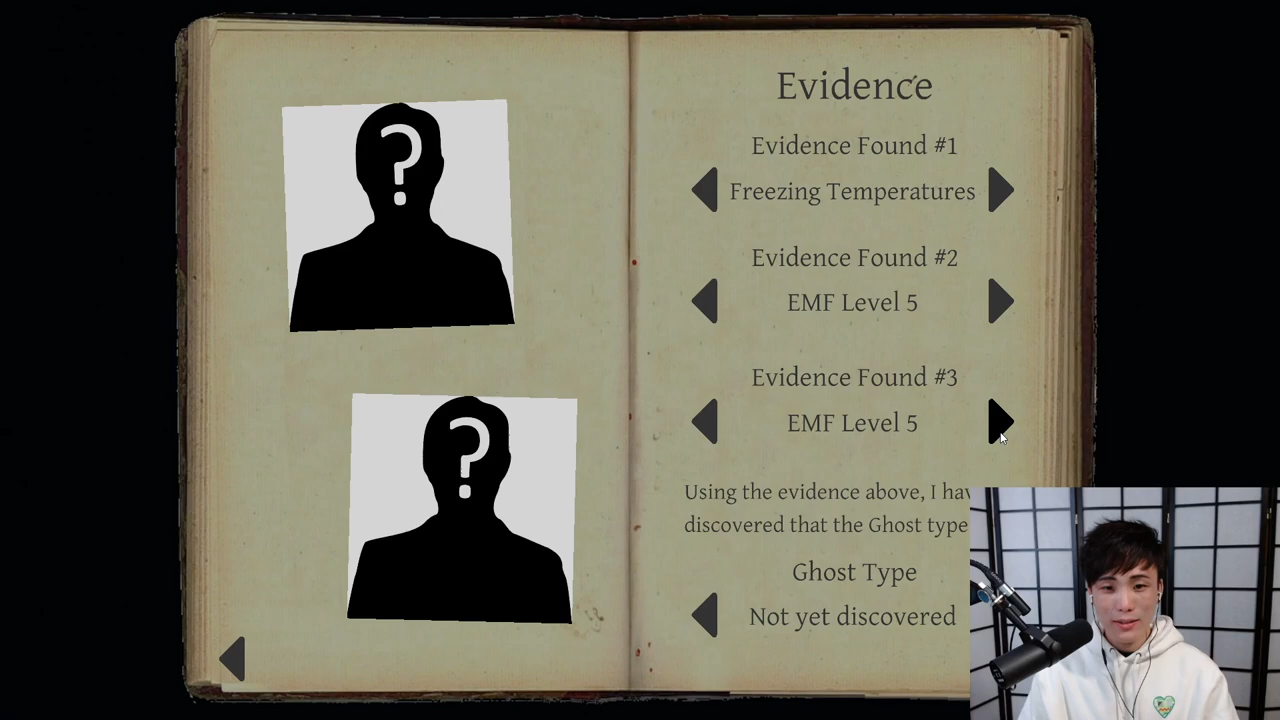 Evidence
Evidence Found #1
Freezing Temperatures
Evidence Found #2
EMF Level 5
Evidence Found #3
EMF Level 5
Using the evidence above, I hav
discovered that the Ghost type
Ghost Type
Not yet discovered
?
?